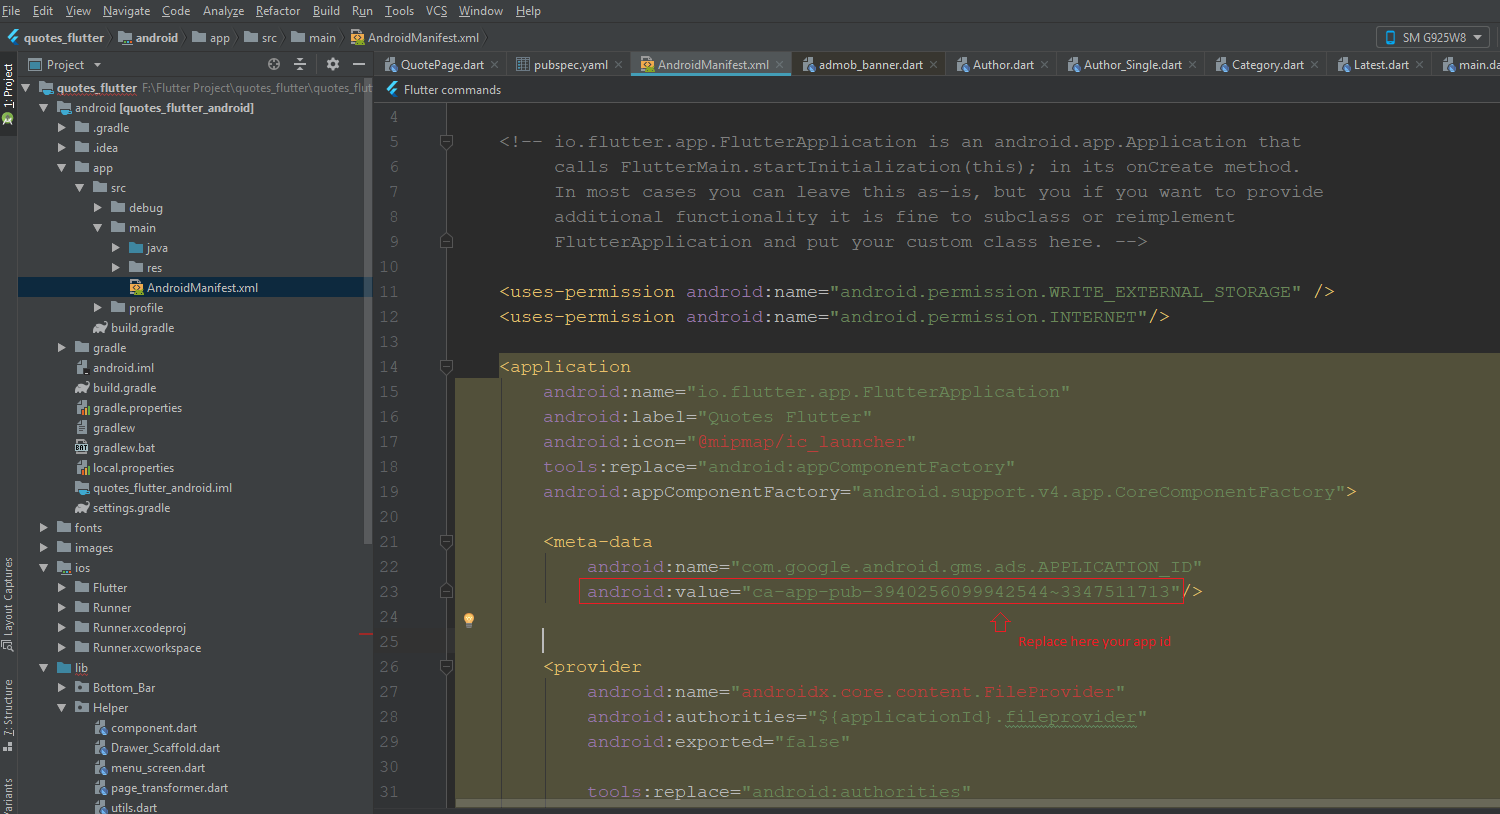 File Edit View Navigate Code Analyze Refactor Build Run Tools VCS Window Help
quotes_flutter android app src main AndroidManifest.xml SM G925W8
Project
QuotePage.dart pubspec.yaml AndroidManifest.xml admob_banner.dart Author.dart Author_Single.dart Category.dart Latest.dart main.da
Flutter commands
1: Project
Layout Captures
7: Structure
Variants
quotes_flutter F:\Flutter Project\quotes_flutter\quotes_flut
android [quotes_flutter_android]
.gradle
.idea
app
src
debug
main
java
res
AndroidManifest.xml
profile
build.gradle
gradle
android.iml
build.gradle
gradle.properties
gradlew
gradlew.bat
local.properties
quotes_flutter_android.iml
settings.gradle
fonts
images
ios
Flutter
Runner
Runner.xcodeproj
Runner.xcworkspace
lib
Bottom_Bar
Helper
component.dart
Drawer_Scaffold.dart
menu_screen.dart
page_transformer.dart
utils.dart
4
5 <!-- io.flutter.app.FlutterApplication is an android.app.Application that
6 calls FlutterMain.startInitialization(this); in its onCreate method.
7 In most cases you can leave this as-is, but you if you want to provide
8 additional functionality it is fine to subclass or reimplement
9 FlutterApplication and put your custom class here. -->
10
11 <uses-permission android:name="android.permission.WRITE_EXTERNAL_STORAGE" />
12 <uses-permission android:name="android.permission.INTERNET"/>
13
14 <application
15 android:name="io.flutter.app.FlutterApplication"
16 android:label="Quotes Flutter"
17 android:icon="@mipmap/ic_launcher"
18 tools:replace="android:appComponentFactory"
19 android:appComponentFactory="android.support.v4.app.CoreComponentFactory">
20
21 <meta-data
22 android:name="com.google.android.gms.ads.APPLICATION_ID"
23 android:value="ca-app-pub-3940256099942544~3347511713"/>
24
25 Replace here your app id
26 <provider
27 android:name="androidx.core.content.FileProvider"
28 android:authorities="${applicationId}.fileprovider"
29 android:exported="false"
30
31 tools:replace="android:authorities"